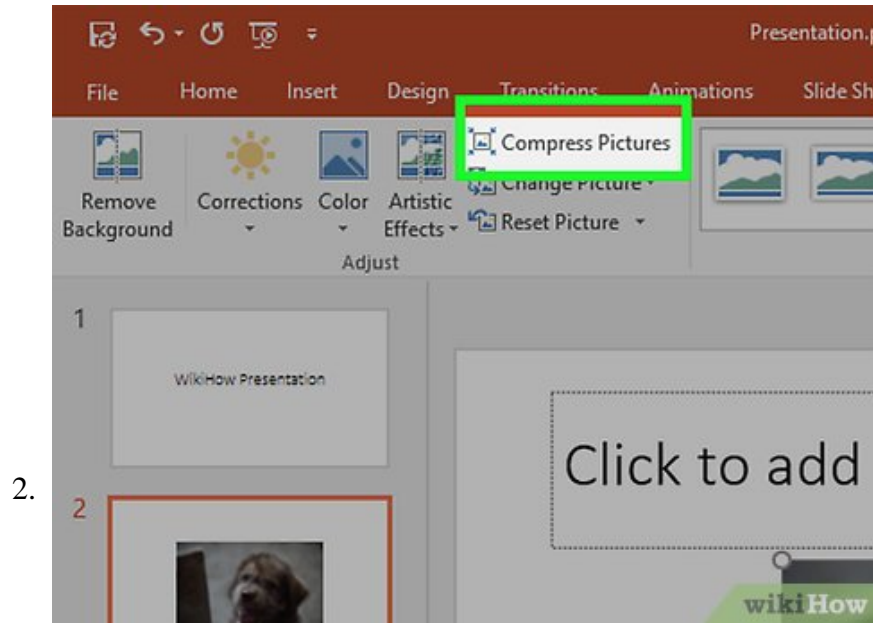 Presentation.p
File Home Insert Design Transitions Animations Slide Sh
Compress Pictures
Change Picture
Remove Background
Corrections
Color
Artistic Effects
Reset Picture
Adjust
1
WikiHow Presentation
Click to add
2.
2
wikiHow